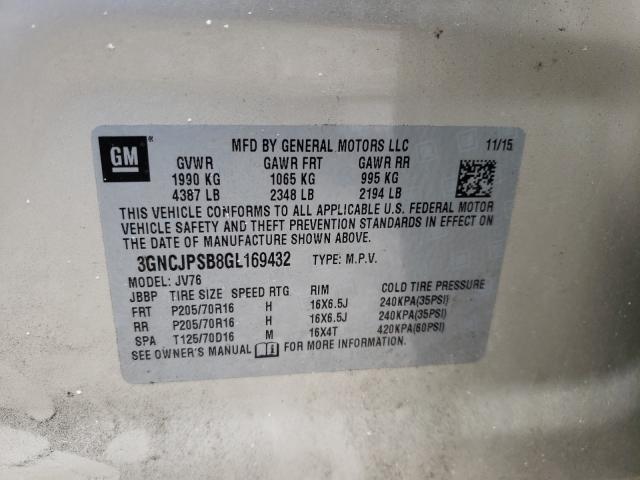 GM
MFD BY GENERAL MOTORS LLC 11/15
GVWR GAWR FRT GAWR RR
1990 KG 1065 KG 995 KG
4387 LB 2348 LB 2194 LB
THIS VEHICLE CONFORMS TO ALL APPLICABLE U.S. FEDERAL MOTOR
VEHICLE SAFETY AND THEFT PREVENTION STANDARDS IN EFFECT ON
THE DATE OF MANUFACTURE SHOWN ABOVE.
3GNCJPSB8GL169432 TYPE: M.P.V.
MODEL: JV76
JBBP TIRE SIZE SPEED RTG RIM COLD TIRE PRESSURE
FRT P205/70R16 H 16X6.5J 240KPA(35PSI)
RR P205/70R16 H 16X6.5J 240KPA(35PSI)
SPA T125/70D16 M 16X4T 420KPA(60PSI)
SEE OWNER'S MANUAL FOR MORE INFORMATION.